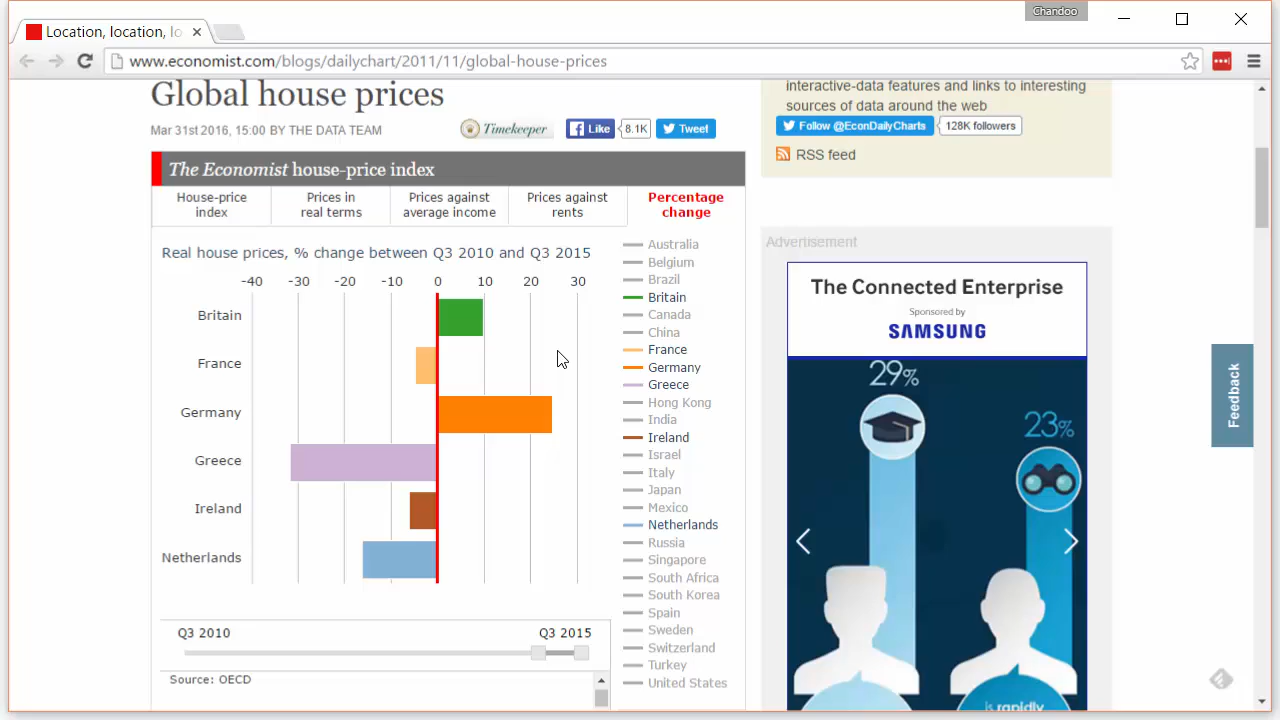 Chandoo
Location, location, lo
www.economist.com/blogs/dailychart/2011/11/global-house-prices
Global house prices
Mar 31st 2016, 15:00 BY THE DATA TEAM
Timekeeper
Like
8.1K
Tweet
The Economist house-price index
House-price
index
Prices in
real terms
Prices against
average income
Prices against
rents
Percentage
change
Real house prices, % change between Q3 2010 and Q3 2015
-40 -30 -20 -10 0 10 20 30
Britain
France
Germany
Greece
Ireland
Netherlands
Q3 2010 Q3 2015
Source: OECD
Australia
Belgium
Brazil
Britain
Canada
China
France
Germany
Greece
Hong Kong
India
Ireland
Israel
Italy
Japan
Mexico
Netherlands
Russia
Singapore
South Africa
South Korea
Spain
Sweden
Switzerland
Turkey
United States
interactive-data features and links to interesting
sources of data around the web
Follow @EconDailyCharts
128K followers
RSS feed
Advertisement
The Connected Enterprise
Sponsored by
SAMSUNG
29%
23%
is rapidly
Feedback